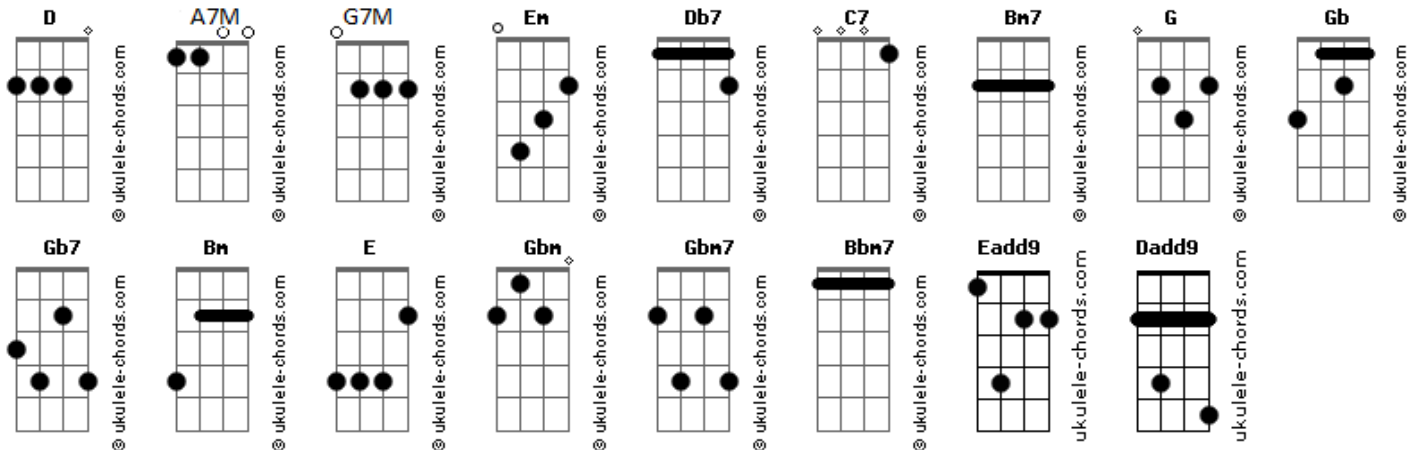 D A7M G7M Em Db7 C7 Bm7 G Gb
© ukulele-chords.com © ukulele-chords.com © ukulele-chords.com © ukulele-chords.com © ukulele-chords.com © ukulele-chords.com © ukulele-chords.com © ukulele-chords.com © ukulele-chords.com
Gb7 Bm E Gbm Gbm7 Bbm7 Eadd9 Dadd9
© ukulele-chords.com © ukulele-chords.com © ukulele-chords.com © ukulele-chords.com © ukulele-chords.com © ukulele-chords.com ukulele-chords.com ukulele-chords.com